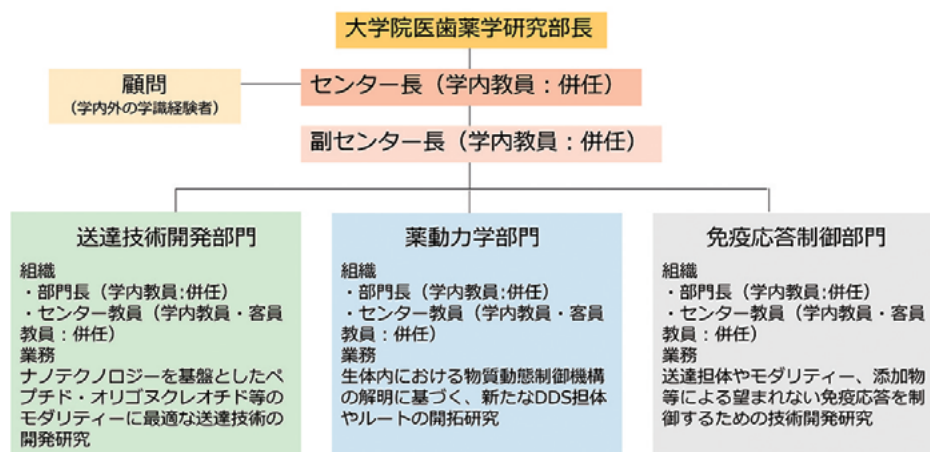 大学院医歯薬学研究部長
顧問
(学内外の学識経験者)
センター長（学内教員：併任）
副センター長（学内教員：併任）
送達技術開発部門
組織
・部門長（学内教員:併任）
・センター教員（学内教員・客員
教員：併任）
業務
ナノテクノロジーを基盤としたペ
プチド・オリゴヌクレオチド等の
モダリティーに最適な送達技術の
開発研究
薬動力学部門
組織
・部門長（学内教員:併任）
・センター教員（学内教員・客員
教員：併任）
業務
生体内における物質動態制御機構
の解明に基づく、新たなDDS担体
やルートの開拓研究
免疫応答制御部門
組織
・部門長（学内教員:併任）
・センター教員（学内教員・客員
教員：併任）
業務
送達担体やモダリティー、添加物
等による望まれない免疫応答を制
御するための技術開発研究